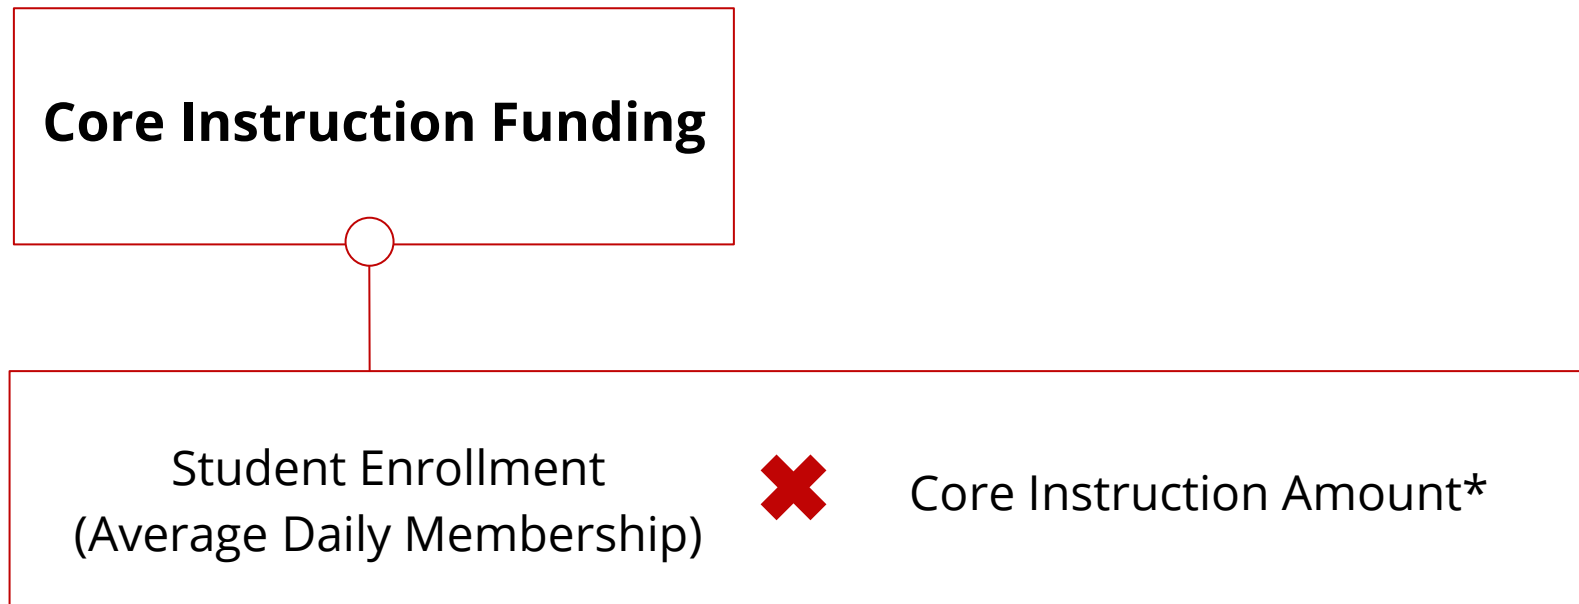 Core Instruction Funding
Student Enrollment
(Average Daily Membership)
Core Instruction Amount*